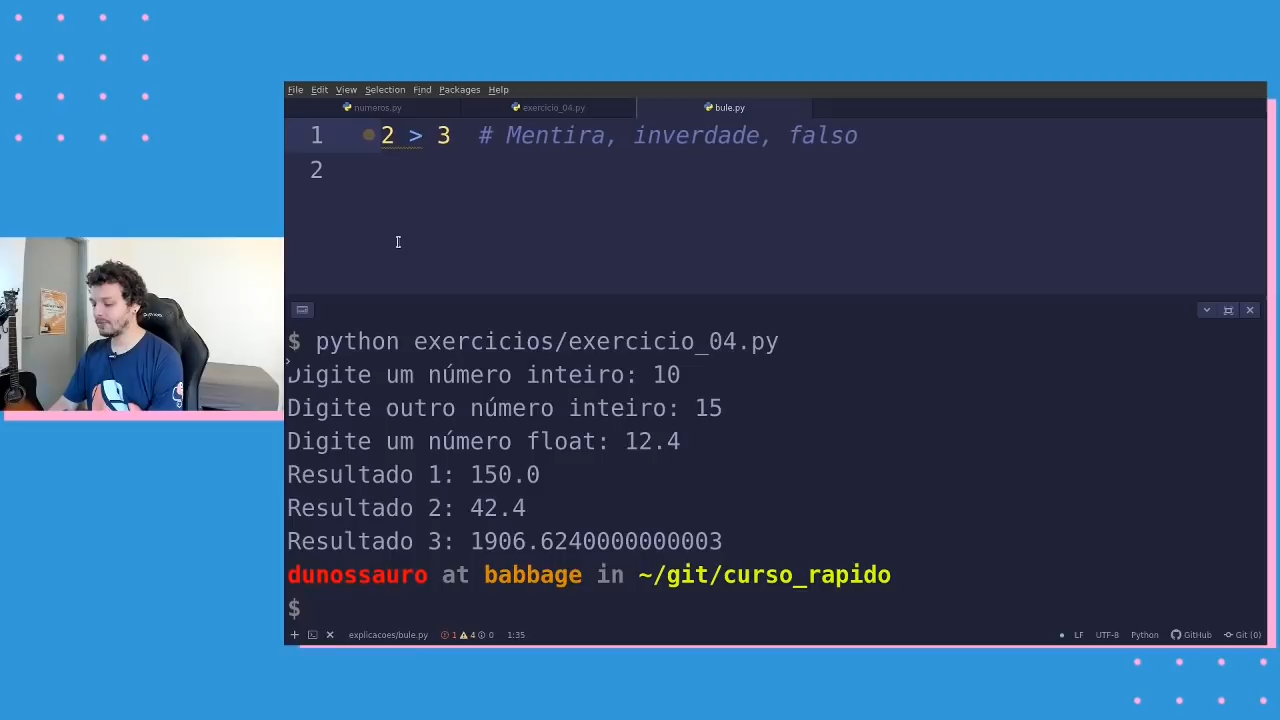 File Edit View Selection Find Packages Help
numeros.py exercicio_04.py bule.py
1 2 > 3 # Mentira, inverdade, falso
2
$ python exercicios/exercicio_04.py
Digite um número inteiro: 10
Digite outro número inteiro: 15
Digite um número float: 12.4
Resultado 1: 150.0
Resultado 2: 42.4
Resultado 3: 1906.6240000000003
dunossauro at babbage in ~/git/curso_rapido
$
explicacoes/bule.py 1 4 0 1:35 LF UTF-8 Python GitHub Git (0)